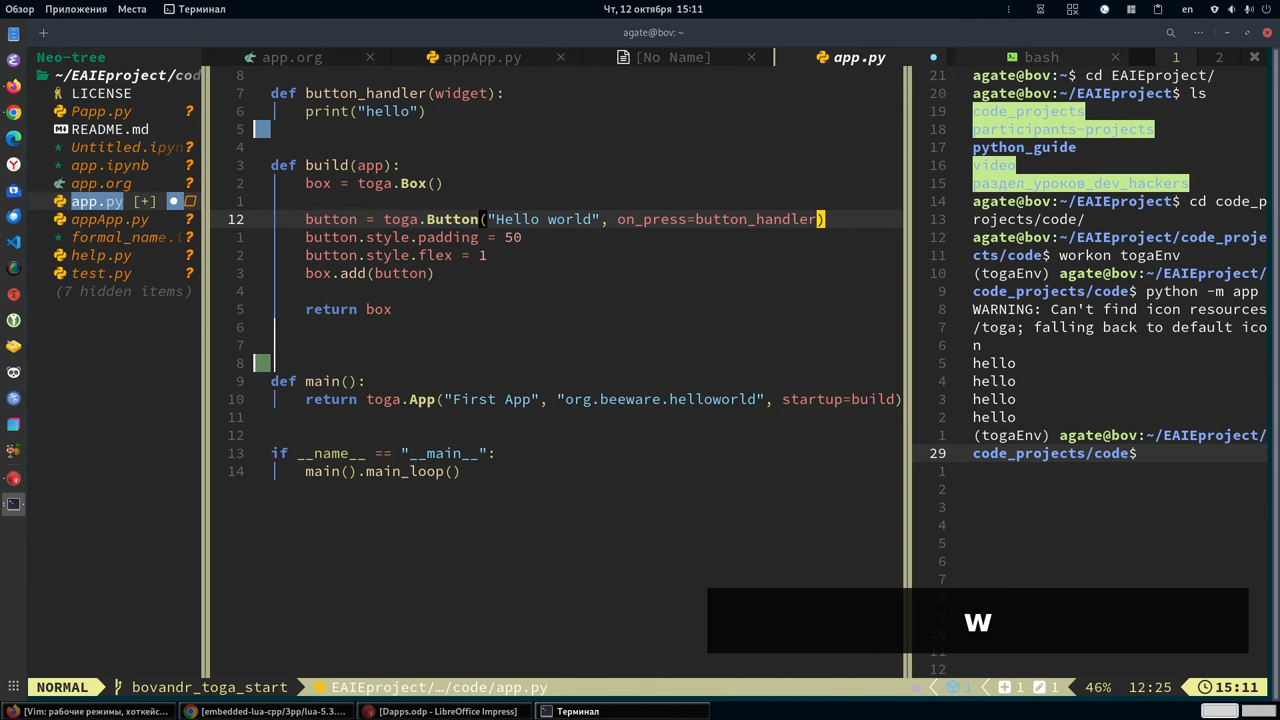 Обзор Приложения Места Терминал Чт, 12 октября 15:11 en
+ agate@bov: ~
Neo-tree app.org × appApp.py × [No Name] × app.py ● bash × 1 2 ×
~/EAIEproject/cod
LICENSE
Papp.py ?
README.md
Untitled.ipyn ?
app.ipynb ?
app.org ?
app.py [+]
appApp.py ?
formal_name.i ?
help.py ?
test.py ?
(7 hidden items)
8
7 def button_handler(widget):
6 print("hello")
5
4
3 def build(app):
2 box = toga.Box()
1
12 button = toga.Button("Hello world", on_press=button_handler)
1 button.style.padding = 50
2 button.style.flex = 1
3 box.add(button)
4
5 return box
6
7
8
9 def main():
10 return toga.App("First App", "org.beeware.helloworld", startup=build)
11
12
13 if __name__ == "__main__":
14 main().main_loop()
21 agate@bov:~$ cd EAIEproject/
20 agate@bov:~/EAIEproject$ ls
19 code_projects
18 participants-projects
17 python_guide
16 video
15 раздел_уроков_dev_hackers
14 agate@bov:~/EAIEproject$ cd code_p
13 rojects/code/
12 agate@bov:~/EAIEproject/code_proje
11 cts/code$ workon togaEnv
10 (togaEnv) agate@bov:~/EAIEproject/
9 code_projects/code$ python -m app
8 WARNING: Can't find icon resources
7 /toga; falling back to default ico
6 n
5 hello
4 hello
3 hello
2 hello
1 (togaEnv) agate@bov:~/EAIEproject/
29 code_projects/code$
1
2
3
4
5
6
7
8
9
10
11
12
w
NORMAL bovandr_toga_start EAIEproject/…/code/app.py w 1 1 1 46% 12:25 15:11
[Vim: рабочие режимы, хоткейс... [embedded-lua-cpp/3pp/lua-5.3.... [Dapps.odp - LibreOffice Impress] Терминал